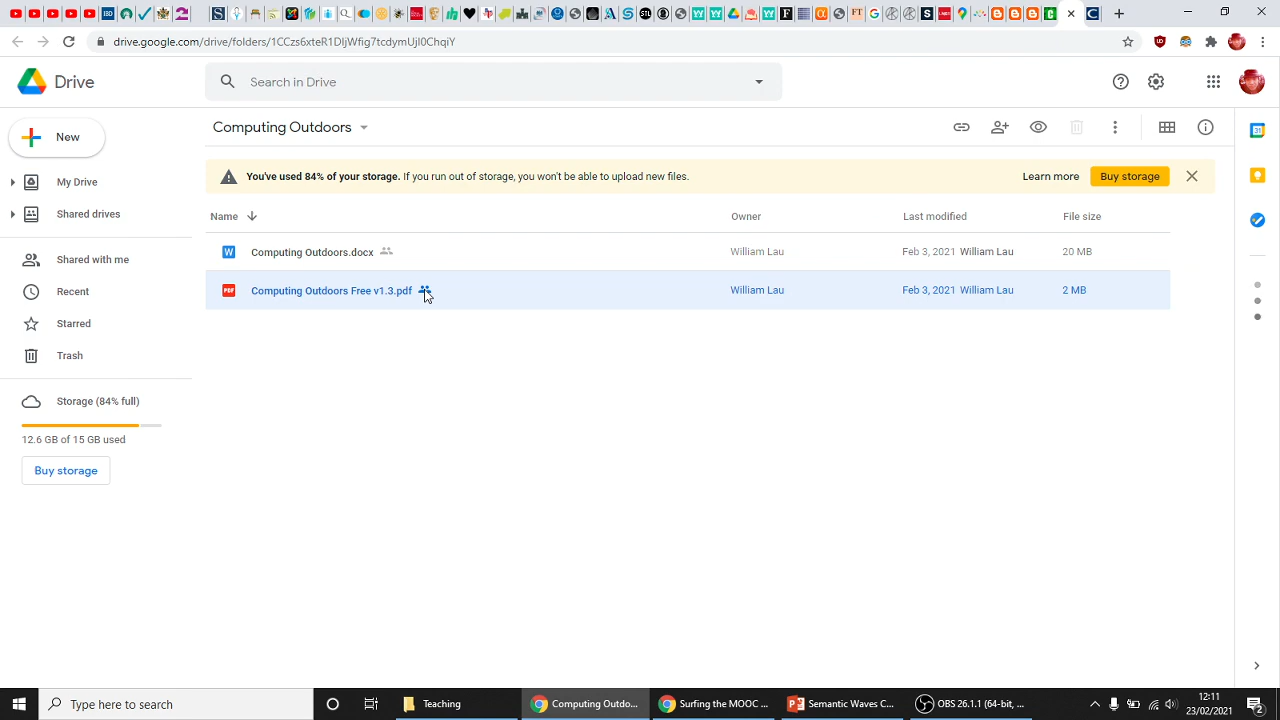 drive.google.com/drive/folders/1CCzs6xteR1DIjWfig7tcdymUjI0ChqiY
Drive
Search in Drive
New
Computing Outdoors
You've used 84% of your storage. If you run out of storage, you won't be able to upload new files.
Learn more
Buy storage
My Drive
Shared drives
Shared with me
Recent
Starred
Trash
Storage (84% full)
12.6 GB of 15 GB used
Buy storage
Name
Owner
Last modified
File size
Computing Outdoors.docx
William Lau
Feb 3, 2021 William Lau
20 MB
PDF
Computing Outdoors Free v1.3.pdf
William Lau
Feb 3, 2021 William Lau
2 MB
Type here to search
Teaching
Computing Outdo...
Surfing the MOOC ...
Semantic Waves C...
OBS 26.1.1 (64-bit, ...
12:11
23/02/2021
2